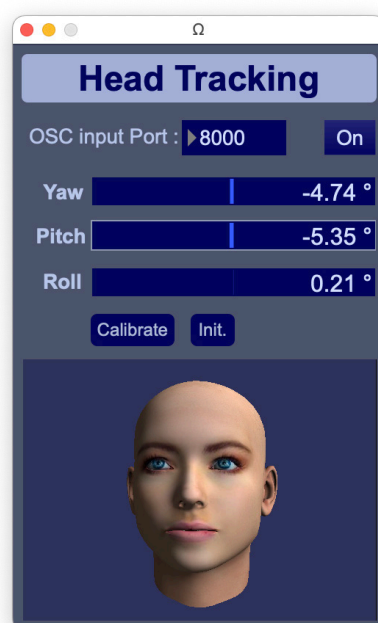 Ω
Head Tracking
OSC input Port : 8000 On
Yaw -4.74 °
Pitch -5.35 °
Roll 0.21 °
Calibrate Init.